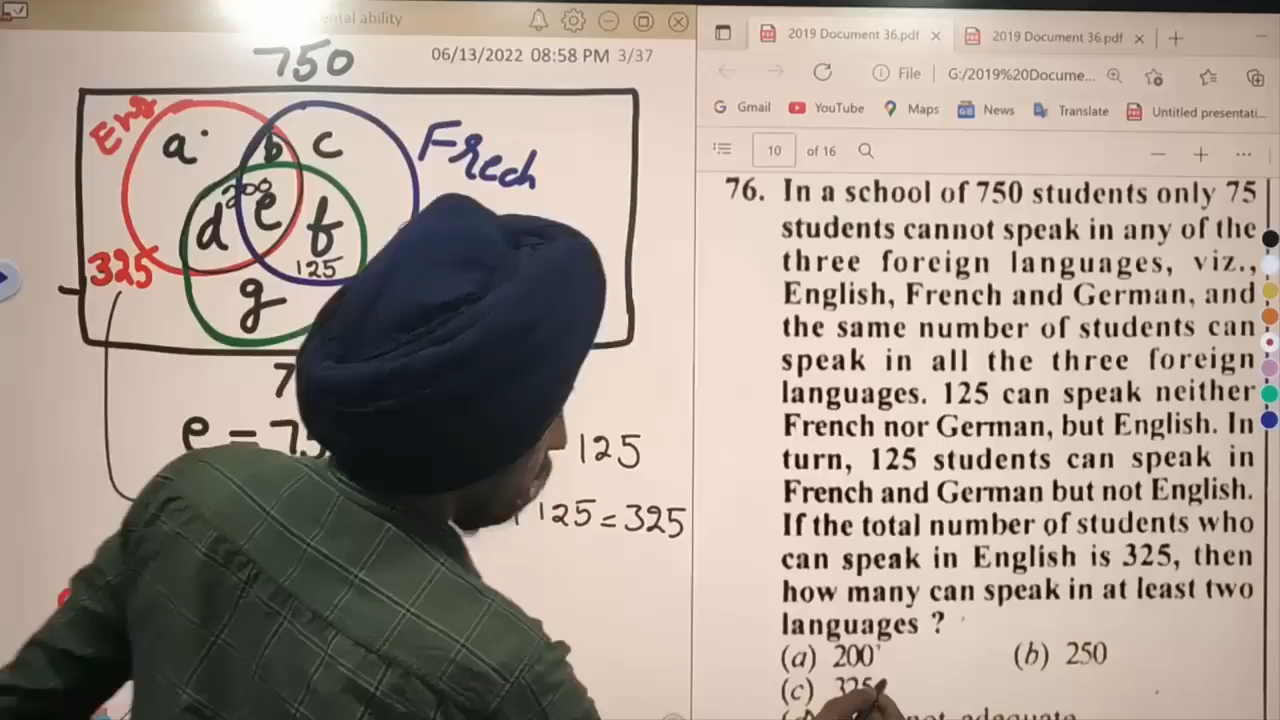 ental ability
06/13/2022 08:58 PM 3/37
750
Eng
a
b
c
Frech
200
d
e
f
325
125
g
7
e = 75
125
125 = 325
2019 Document 36.pdf
2019 Document 36.pdf
File
G:/2019%20Docume...
Gmail
YouTube
Maps
News
Translate
Untitled presentati...
10 of 16
76. In a school of 750 students only 75
students cannot speak in any of the
three foreign languages, viz.,
English, French and German, and
the same number of students can
speak in all the three foreign
languages. 125 can speak neither
French nor German, but English. In
turn, 125 students can speak in
French and German but not English.
If the total number of students who
can speak in English is 325, then
how many can speak in at least two
languages ?
(a) 200
(b) 250
(c) 325
not adequate